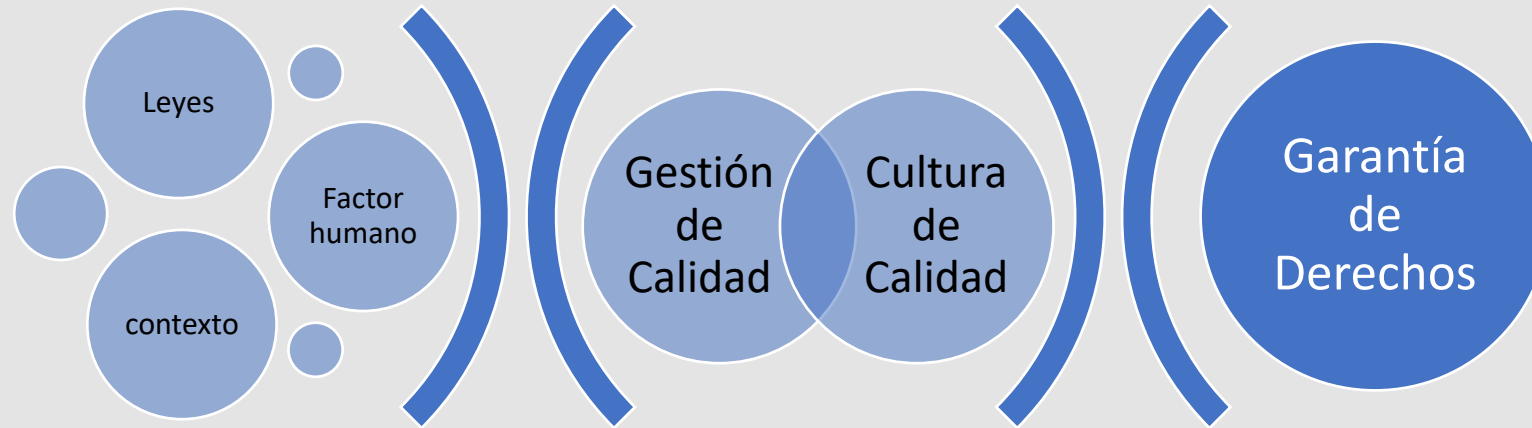 Leyes
Factor
humano
contexto
Gestión
de
Calidad
Cultura
de
Calidad
Garantía
de
Derechos